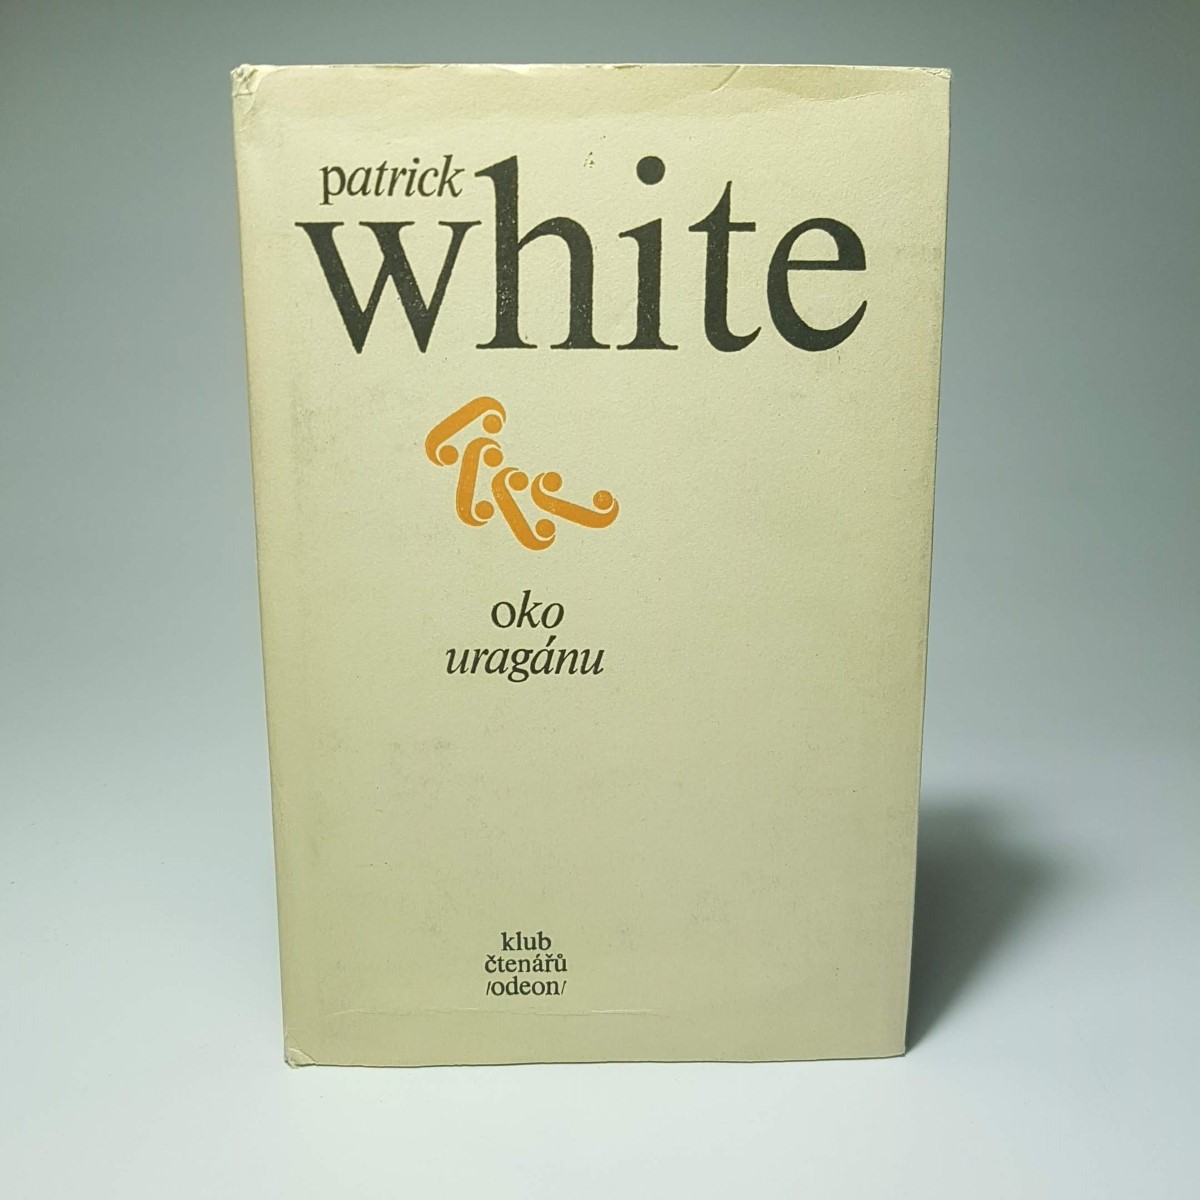 patrick
white
oko
uragánu
klub
čtenářů
/odeon/